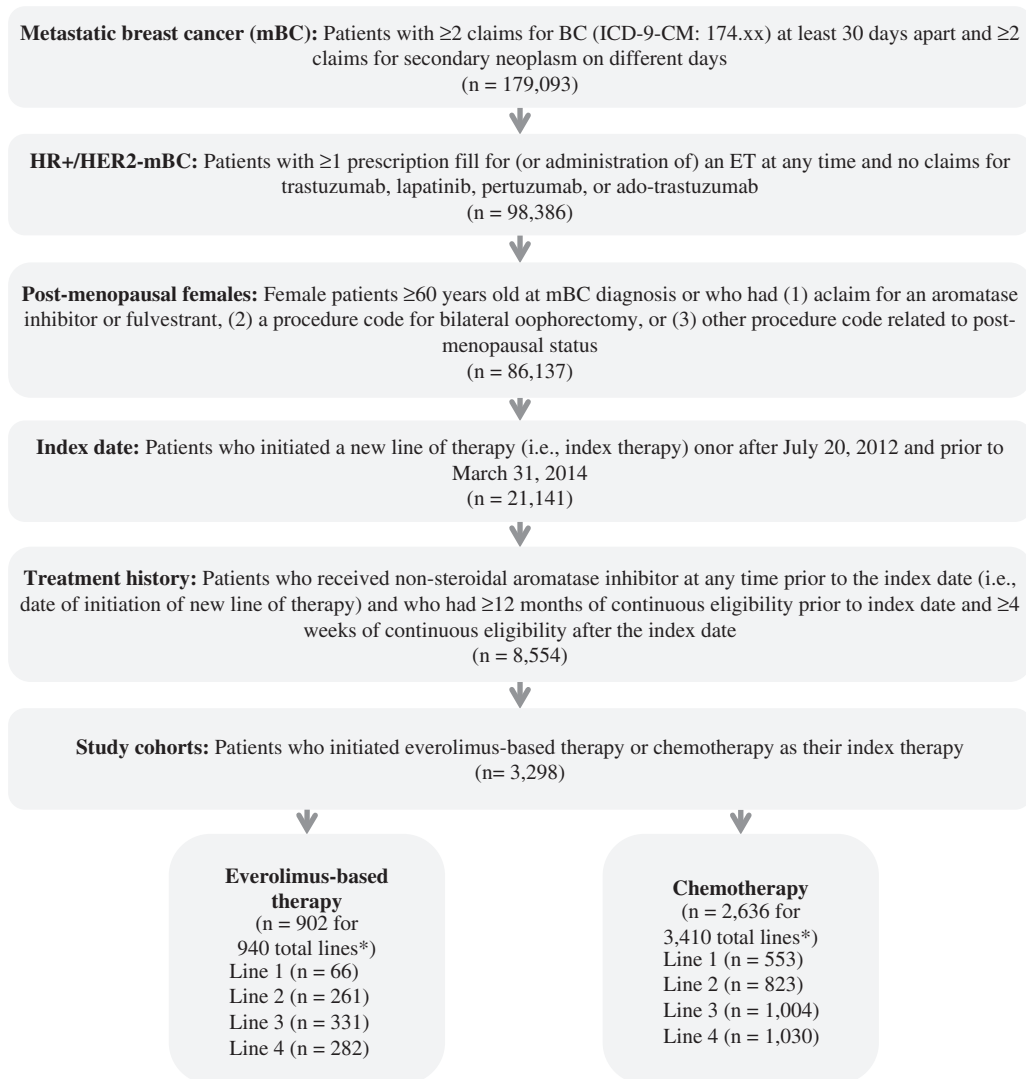 Metastatic breast cancer (mBC): Patients with ≥2 claims for BC (ICD-9-CM: 174.xx) at least 30 days apart and ≥2
claims for secondary neoplasm on different days
(n = 179,093)
HR+/HER2-mBC: Patients with ≥1 prescription fill for (or administration of) an ET at any time and no claims for
trastuzumab, lapatinib, pertuzumab, or ado-trastuzumab
(n = 98,386)
Post-menopausal females: Female patients ≥60 years old at mBC diagnosis or who had (1) aclaim for an aromatase
inhibitor or fulvestrant, (2) a procedure code for bilateral oophorectomy, or (3) other procedure code related to post-
menopausal status
(n = 86,137)
Index date: Patients who initiated a new line of therapy (i.e., index therapy) onor after July 20, 2012 and prior to
March 31, 2014
(n = 21,141)
Treatment history: Patients who received non-steroidal aromatase inhibitor at any time prior to the index date (i.e.,
date of initiation of new line of therapy) and who had ≥12 months of continuous eligibility prior to index date and ≥4
weeks of continuous eligibility after the index date
(n = 8,554)
Study cohorts: Patients who initiated everolimus-based therapy or chemotherapy as their index therapy
(n= 3,298)
Everolimus-based
therapy
(n = 902 for
940 total lines*)
Line 1 (n = 66)
Line 2 (n = 261)
Line 3 (n = 331)
Line 4 (n = 282)
Chemotherapy
(n = 2,636 for
3,410 total lines*)
Line 1 (n = 553)
Line 2 (n = 823)
Line 3 (n = 1,004)
Line 4 (n = 1,030)